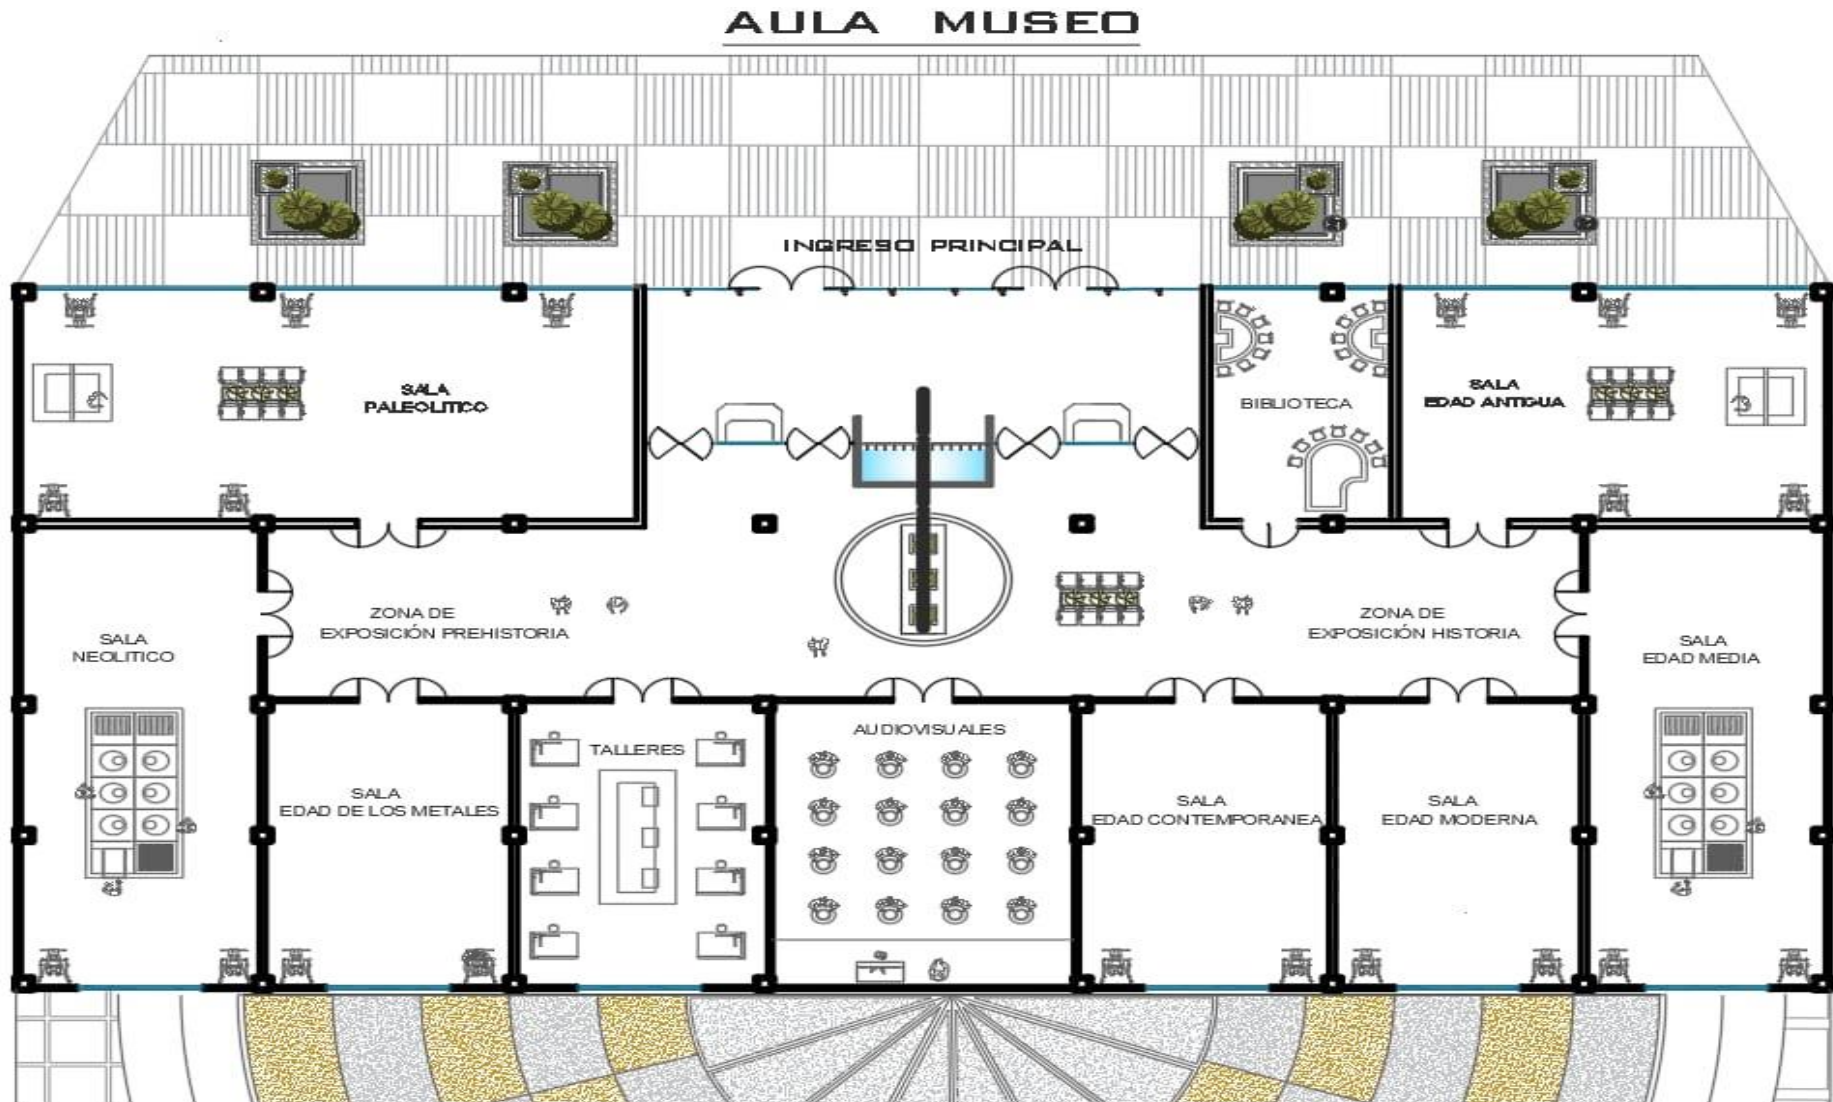 AULA MUSEO
INGRESO PRINCIPAL
SALA
PALEOLITICO
BIBLIOTECA
SALA
EDAD ANTIGUA
SALA
NEOLITICO
ZONA DE
EXPOSICIÓN PREHISTORIA
ZONA DE
EXPOSICIÓN HISTORIA
SALA
EDAD MEDIA
SALA
EDAD DE LOS METALES
TALLERES
AUDIOVISUALES
SALA
EDAD CONTEMPORANEA
SALA
EDAD MODERNA